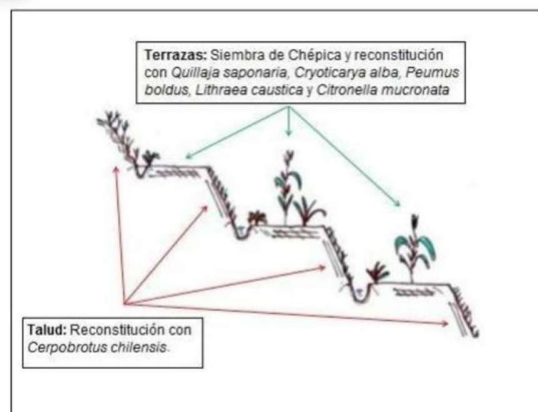 Terrazas: Siembra de Chépica y reconstitución
con Quillaja saponaria, Cryoticarya alba, Peumus
boldus, Lithraea caustica y Citronella mucronata
Talud: Reconstitución con
Cerpobrotus chilensis.